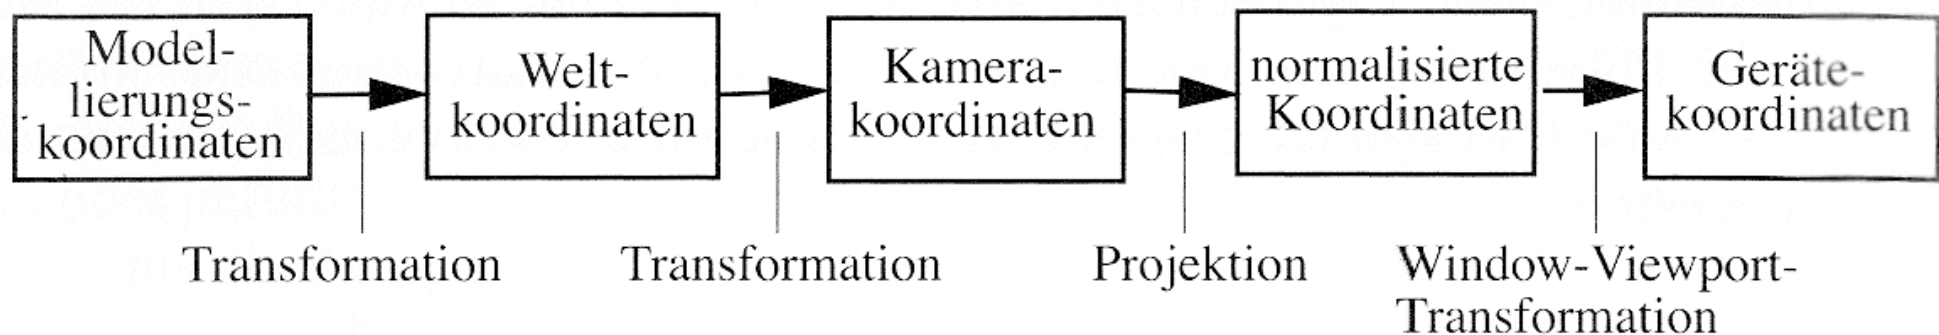 Model-
lierungs-
koordinaten
Welt-
koordinaten
Kamera-
koordinaten
normalisierte
Koordinaten
Geräte-
koordinaten
Transformation
Transformation
Projektion
Window-Viewport-
Transformation